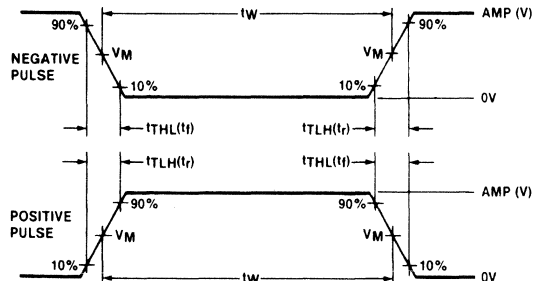 tW
AMP (V)
90%
90%
VM
VM
NEGATIVE
PULSE
10%
10%
0V
tTHL(tf)
tTLH(tr)
tTLH(tr)
tTHL(tf)
AMP (V)
90%
90%
POSITIVE
PULSE
VM
VM
10%
10%
tW
0V